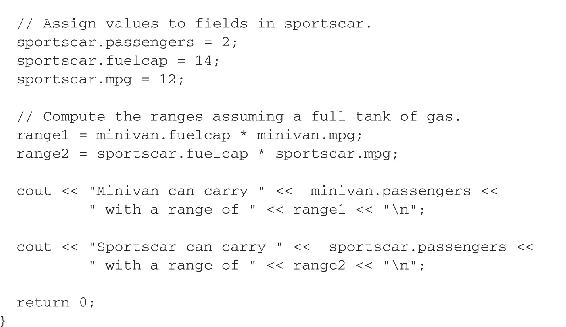 // Assign values to fields in sportscar.
sportscar.passengers = 2;
sportscar.fuelcap = 14;
sportscar.mpg = 12;
// Compute the ranges assuming a full tank of gas.
range1 = minivan.fuelcap * minivan.mpg;
range2 = sportscar.fuelcap * sportscar.mpg;
cout << "Minivan can carry " <<  minivan.passengers <<
" with a range of " << range1 << "\n";
cout << "Sportscar can carry " <<  sportscar.passengers <<
" with a range of " << range2 << "\n";
return 0;
}